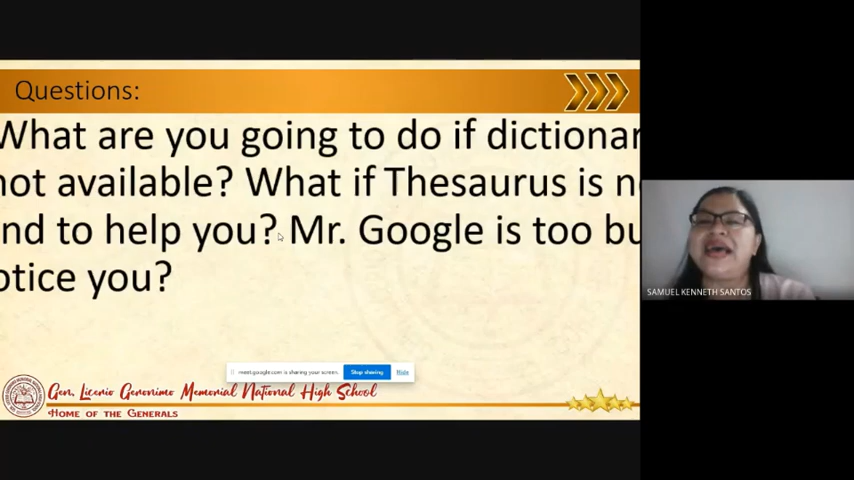 Questions:
What are you going to do if dictionar
not available? What if Thesaurus is n
nd to help you? Mr. Google is too bu
otice you?
SAMUEL KENNETH SANTOS
meet.google.com is sharing your screen.
Stop sharing
Hide
Gen. Licerio Geronimo Memorial National High School
Home of the Generals